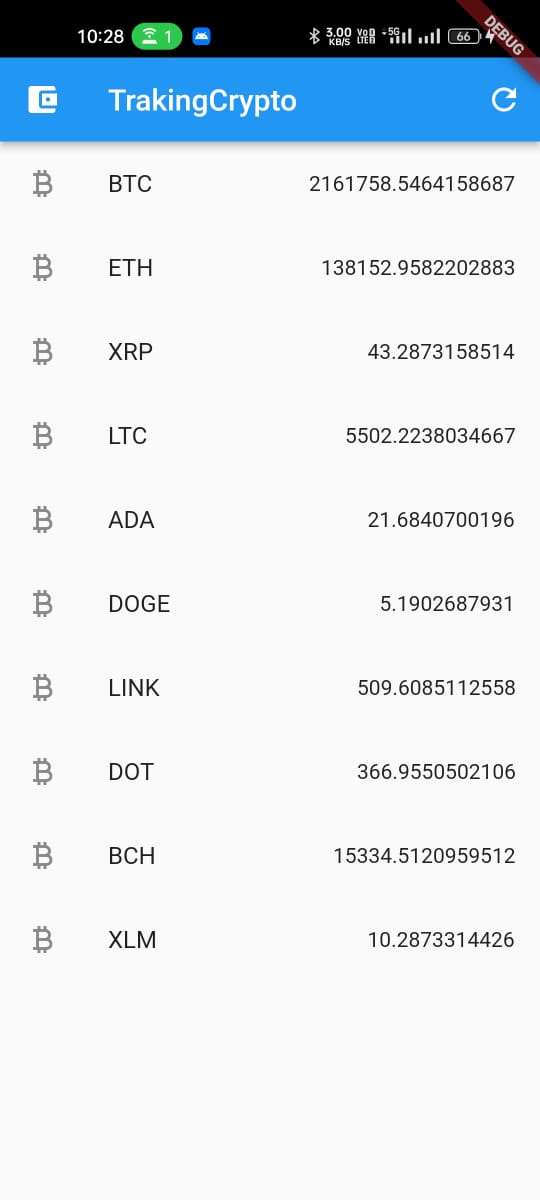 10:28 1 3.00 KB/S Vo LTE 5G 66
DEBUG
TrakingCrypto
BTC 2161758.5464158687
ETH 138152.9582202883
XRP 43.2873158514
LTC 5502.2238034667
ADA 21.6840700196
DOGE 5.1902687931
LINK 509.6085112558
DOT 366.9550502106
BCH 15334.5120959512
XLM 10.2873314426